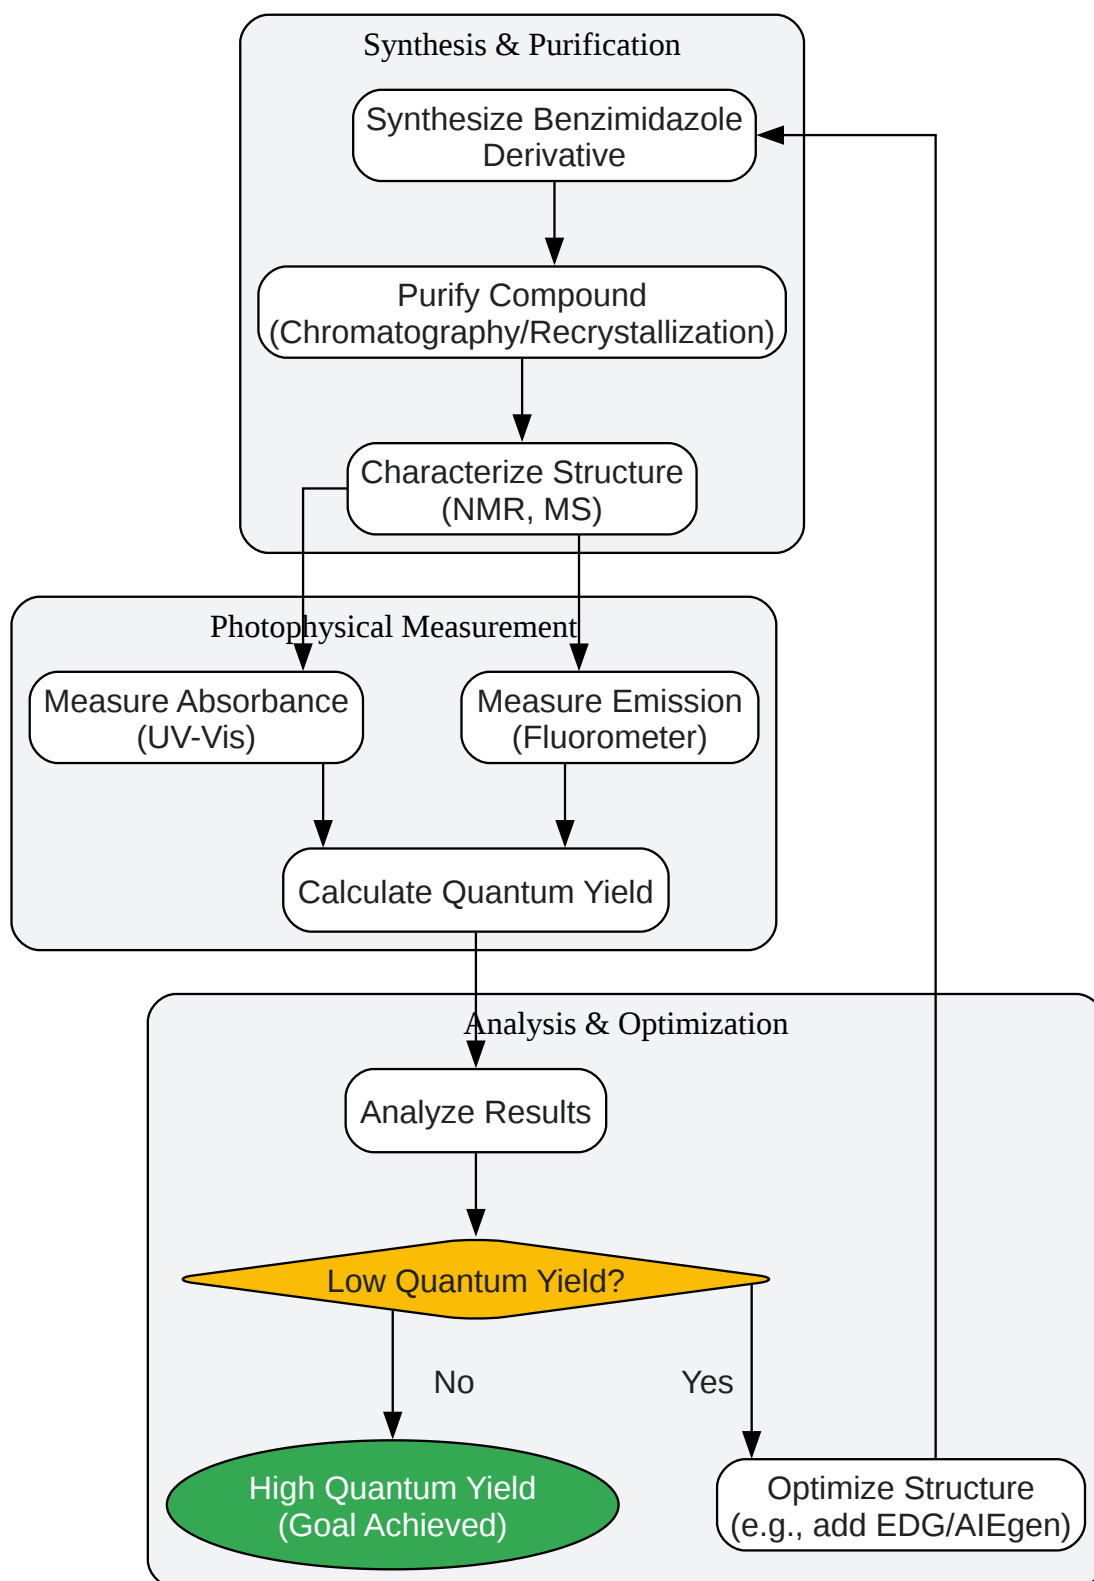 Synthesis & Purification
Synthesize Benzimidazole
Derivative
Purify Compound
(Chromatography/Recrystallization)
Characterize Structure
(NMR, MS)
Photophysical Measurement
Measure Absorbance
(UV-Vis)
Measure Emission
(Fluorometer)
Calculate Quantum Yield
Analysis & Optimization
Analyze Results
Low Quantum Yield?
No
Yes
High Quantum Yield
(Goal Achieved)
Optimize Structure
(e.g., add EDG/AIEgen)